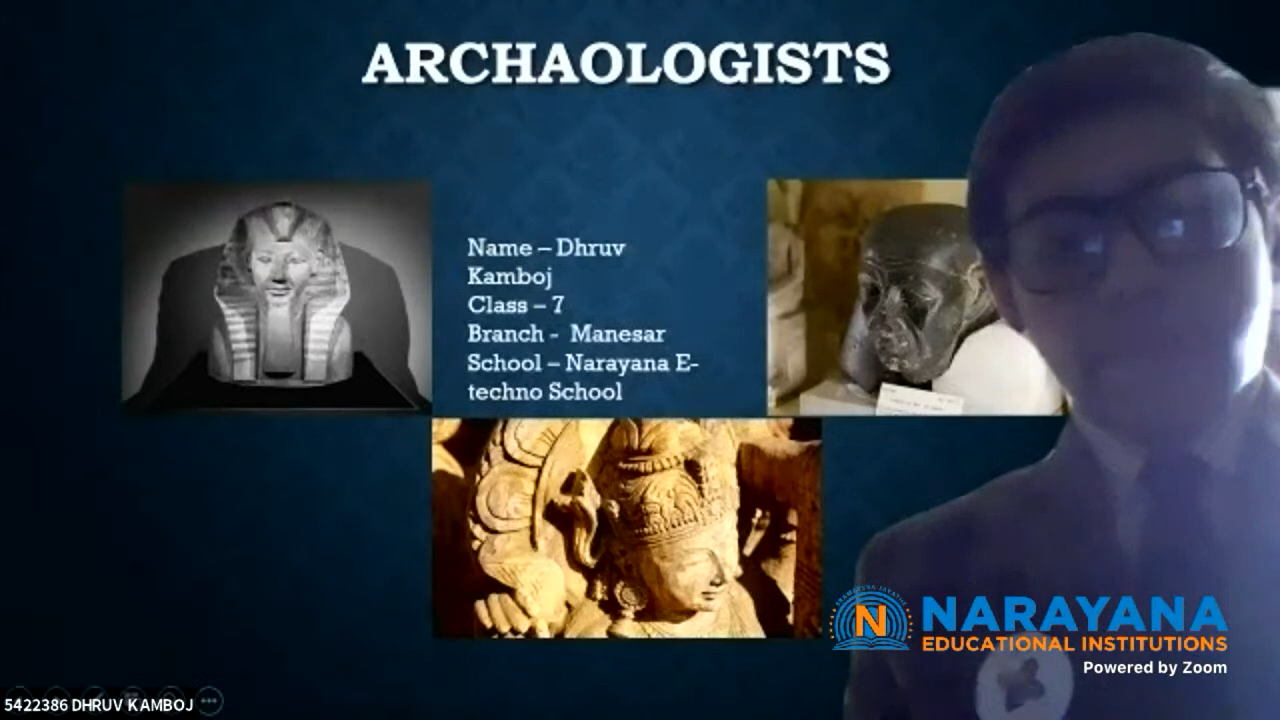 ARCHAOLOGISTS
Name – Dhruv
Kamboj
Class – 7
Branch - Manesar
School – Narayana E-
techno School
N
NARAYANA
EDUCATIONAL INSTITUTIONS
Powered by Zoom
5422386 DHRUV KAMBOJ